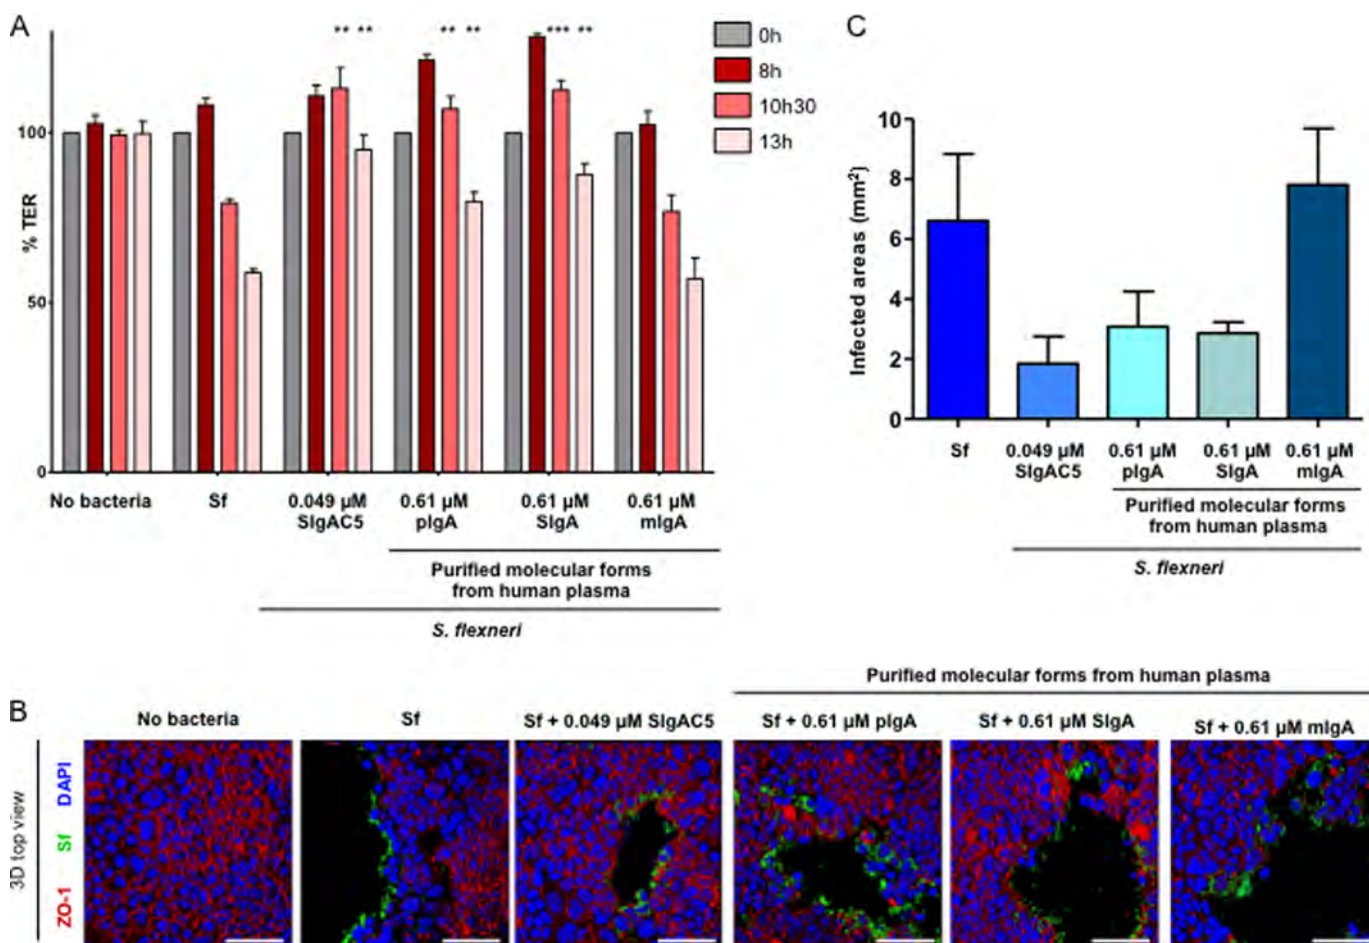 A
** ** ** ** *** **
0h
8h
10h30
13h
100
50
0
% TER
No bacteria
Sf
0.049 µM
SIgAC5
0.61 µM
pIgA
0.61 µM
SIgA
0.61 µM
mIgA
Purified molecular forms
from human plasma
S. flexneri
C
10
8
6
4
2
0
Infected areas (mm²)
Sf
0.049 µM
SIgAC5
0.61 µM
pIgA
0.61 µM
SIgA
0.61 µM
mIgA
Purified molecular forms
from human plasma
S. flexneri
B
Purified molecular forms from human plasma
No bacteria
Sf
Sf + 0.049 µM SIgAC5
Sf + 0.61 µM pIgA
Sf + 0.61 µM SIgA
Sf + 0.61 µM mIgA
3D top view
ZO-1 Sf DAPI